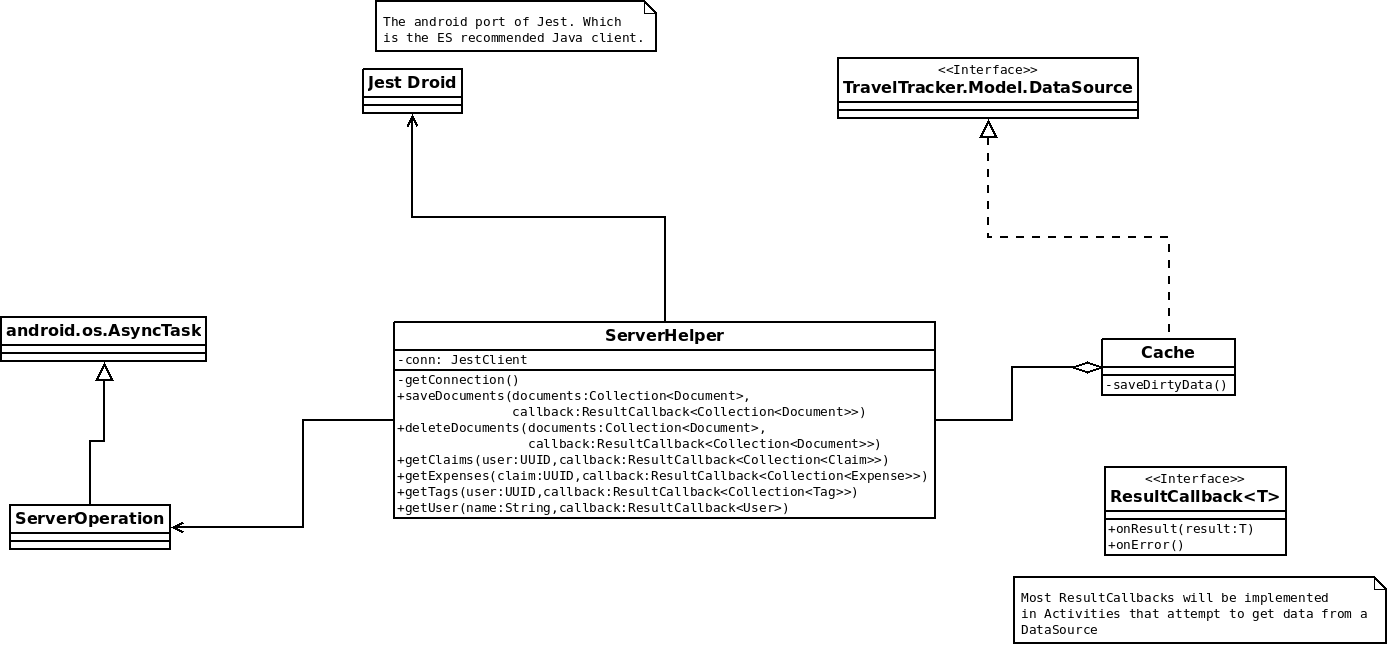 The android port of Jest. Which
is the ES recommended Java client.
Jest Droid
<<Interface>>
TravelTracker.Model.DataSource
android.os.AsyncTask
ServerHelper
-conn: JestClient
-getConnection()
+saveDocuments(documents:Collection<Document>,
callback:ResultCallback<Collection<Document>>)
+deleteDocuments(documents:Collection<Document>,
callback:ResultCallback<Collection<Document>>)
+getClaims(user:UUID,callback:ResultCallback<Collection<Claim>>)
+getExpenses(claim:UUID,callback:ResultCallback<Collection<Expense>>)
+getTags(user:UUID,callback:ResultCallback<Collection<Tag>>)
+getUser(name:String,callback:ResultCallback<User>)
Cache
-saveDirtyData()
ServerOperation
<<Interface>>
ResultCallback<T>
+onResult(result:T)
+onError()
Most ResultCallbacks will be implemented
in Activities that attempt to get data from a
DataSource